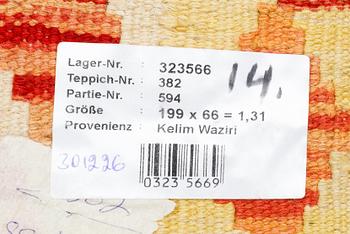 Lager-Nr. : 323566
Teppich-Nr. : 382
Partie-Nr. : 594
Größe : 199 x 66 = 1,31
Provenienz : Kelim Waziri
14.
301226
0323 5669